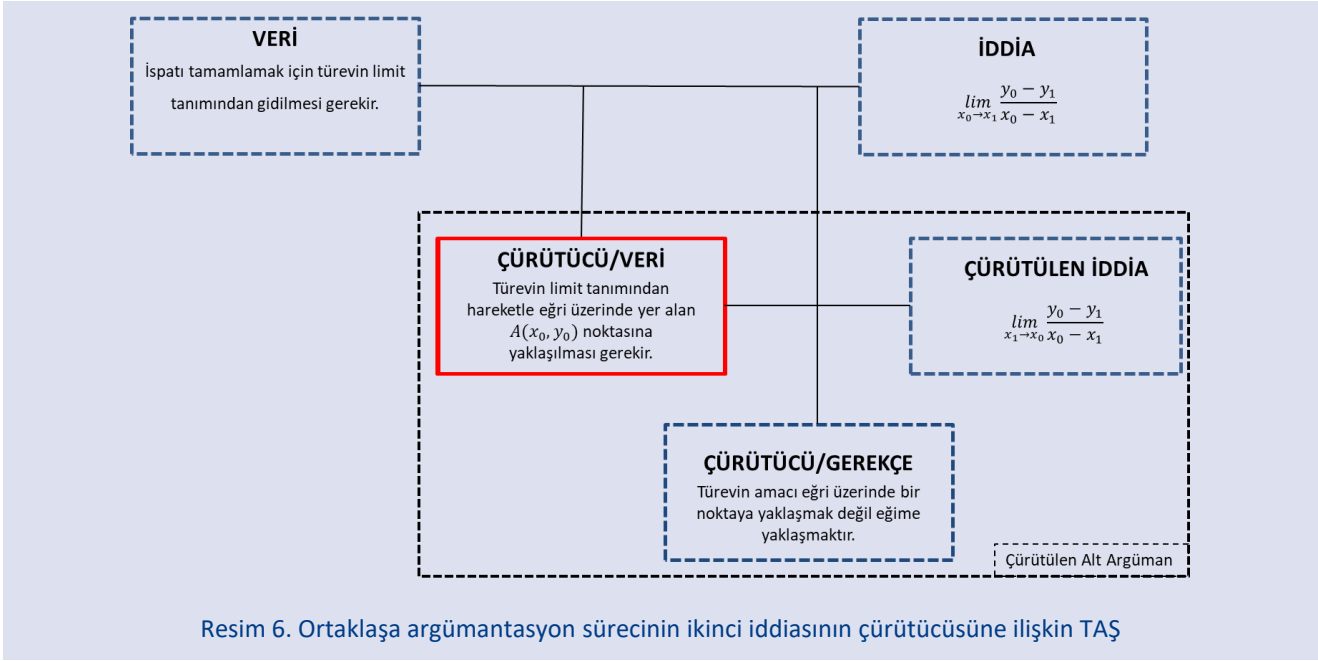 VERİ
İspatı tamamlamak için türevin limit
tanımından gidilmesi gerekir.
İDDİA
lim x₀→x₁ (y₀ − y₁)/(x₀ − x₁)
ÇÜRÜTÜCÜ/VERİ
Türevin limit tanımından
hareketle eğri üzerinde yer alan
A(x₀, y₀) noktasına
yaklaşılması gerekir.
ÇÜRÜTÜLEN İDDİA
lim x₁→x₀ (y₀ − y₁)/(x₀ − x₁)
ÇÜRÜTÜCÜ/GEREKÇE
Türevin amacı eğri üzerinde bir
noktaya yaklaşmak değil eğime
yaklaşmaktır.
Çürütülen Alt Argüman
Resim 6. Ortaklaşa argümantasyon sürecinin ikinci iddiasının çürütücüsüne ilişkin TAŞ